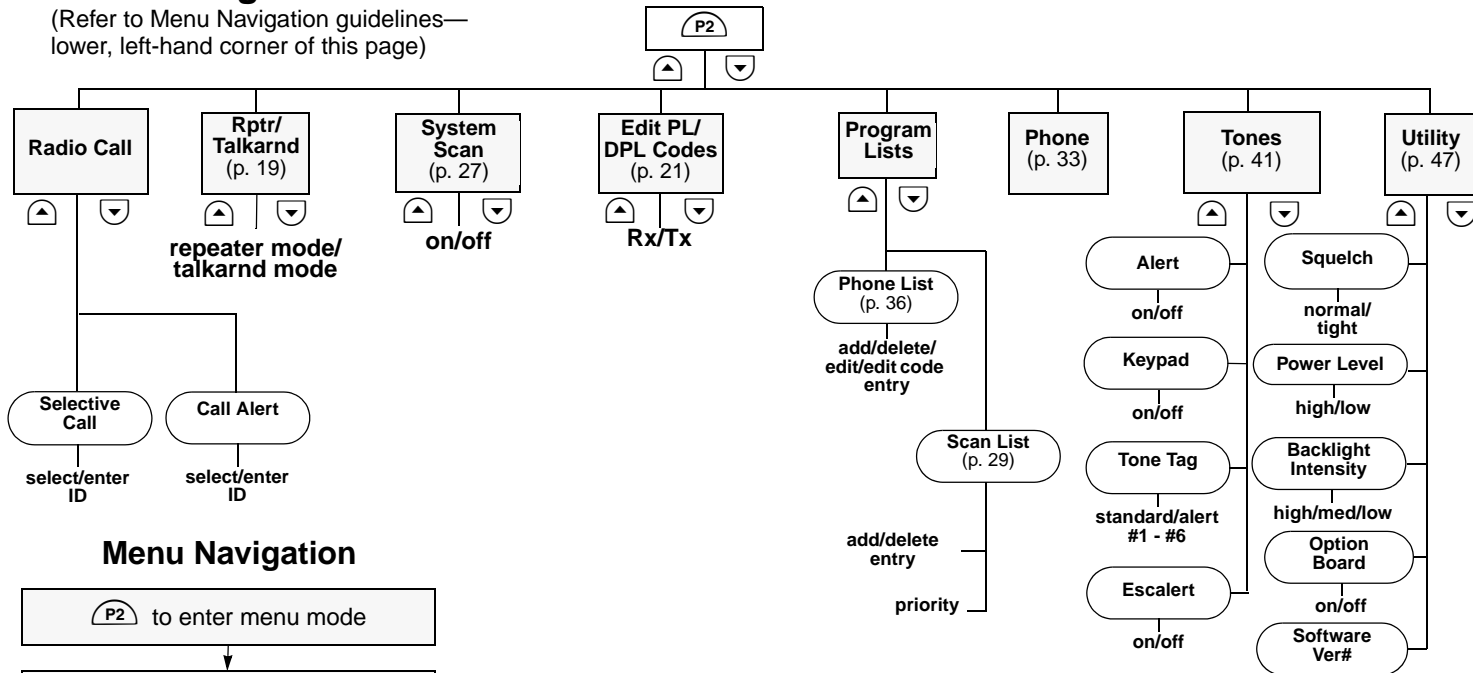 (Refer to Menu Navigation guidelines—
lower, left-hand corner of this page)
P2
Radio Call
Rptr/
Talkarnd
(p. 19)
System
Scan
(p. 27)
Edit PL/
DPL Codes
(p. 21)
Program
Lists
Phone
(p. 33)
Tones
(p. 41)
Utility
(p. 47)
repeater mode/
talkarnd mode
on/off
Rx/Tx
Selective
Call
select/enter
ID
Call Alert
select/enter
ID
Phone List
(p. 36)
add/delete/
edit/edit code
entry
Scan List
(p. 29)
add/delete
entry
priority
Alert
on/off
Keypad
on/off
Tone Tag
standard/alert
#1 - #6
Escalert
on/off
Squelch
normal/
tight
Power Level
high/low
Backlight
Intensity
high/med/low
Option
Board
on/off
Software
Ver#
Menu Navigation
P2 to enter menu mode